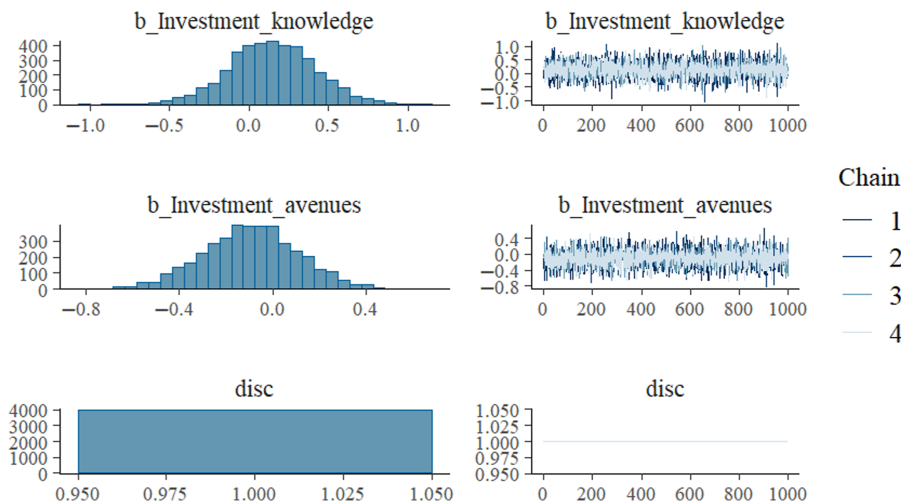 b_Investment_knowledge
400
300
200
100
0
−1.0 −0.5 0.0 0.5 1.0
b_Investment_knowledge
1.0
0.5
0.0
−0.5
−1.0
0 200 400 600 800 1000
b_Investment_avenues
300
200
100
0
−0.8 −0.4 0.0 0.4
b_Investment_avenues
0.4
0.0
−0.4
−0.8
0 200 400 600 800 1000
Chain
1
2
3
4
disc
4000
3000
2000
1000
0
0.950 0.975 1.000 1.025 1.050
disc
1.050
1.025
1.000
0.975
0.950
0 200 400 600 800 1000